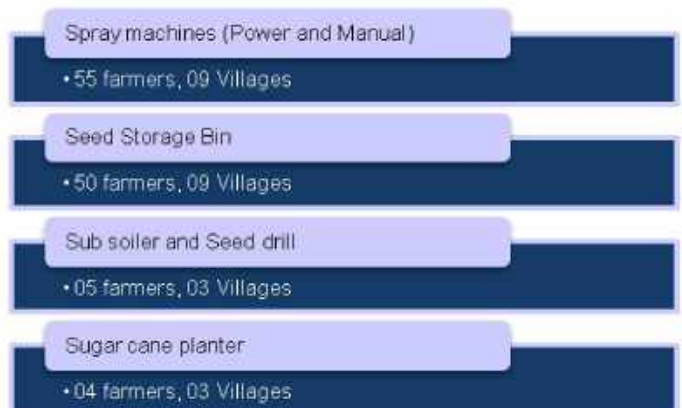 Spray machines (Power and Manual)
• 55 farmers, 09 Villages
Seed Storage Bin
• 50 farmers, 09 Villages
Sub soiler and Seed drill
• 05 farmers, 03 Villages
Sugar cane planter
• 04 farmers, 03 Villages